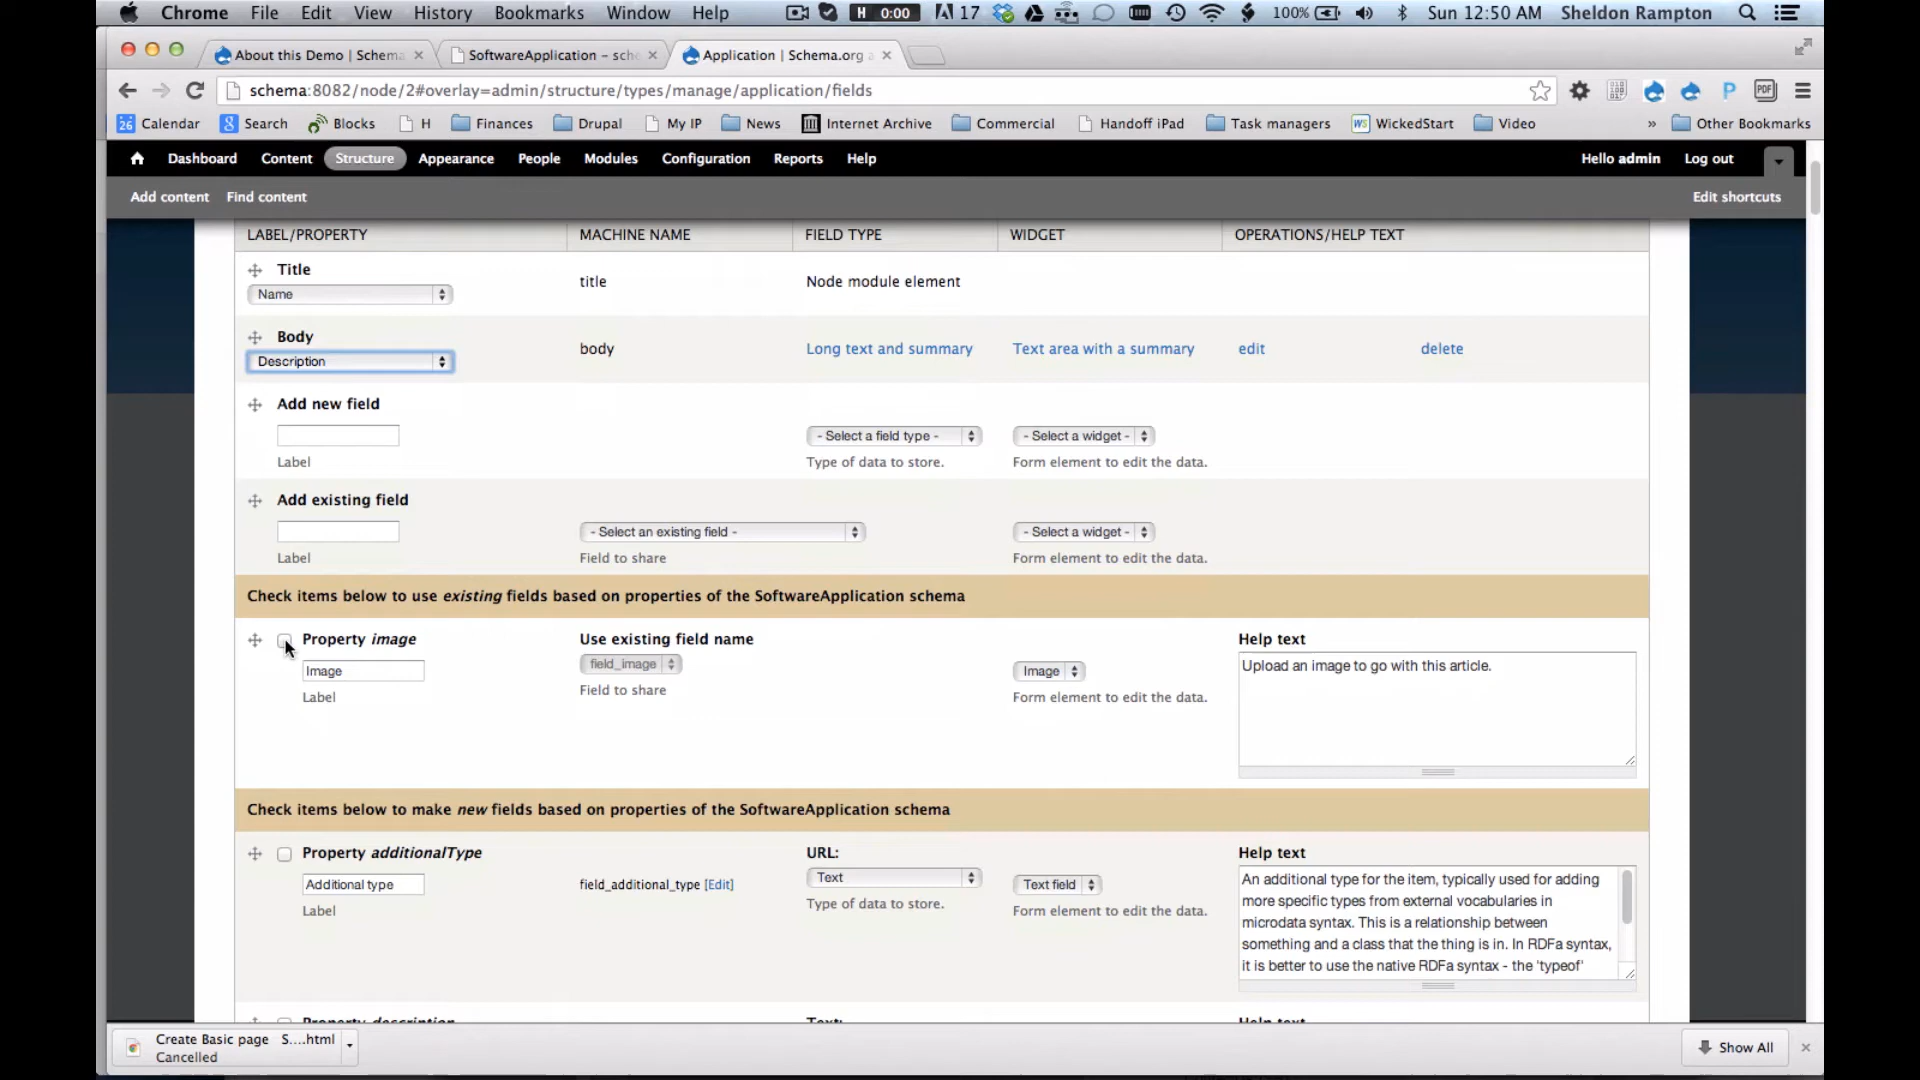 Chrome File Edit View History Bookmarks Window Help H 0:00 17 100% Sun 12:50 AM Sheldon Rampton
About this Demo | Schema SoftwareApplication – sche Application | Schema.org a
schema:8082/node/2#overlay=admin/structure/types/manage/application/fields
26 Calendar 8 Search Blocks H Finances Drupal My IP News Internet Archive Commercial Handoff iPad Task managers WS WickedStart Video » Other Bookmarks
Dashboard Content Structure Appearance People Modules Configuration Reports Help Hello admin Log out
Add content Find content Edit shortcuts
LABEL/PROPERTY MACHINE NAME FIELD TYPE WIDGET OPERATIONS/HELP TEXT
Title
Name title Node module element
Body
Description body Long text and summary Text area with a summary edit delete
Add new field
- Select a field type - - Select a widget -
Label Type of data to store. Form element to edit the data.
Add existing field
- Select an existing field - - Select a widget -
Label Field to share Form element to edit the data.
Check items below to use existing fields based on properties of the SoftwareApplication schema
Property image Use existing field name Help text
Image field_image Image Upload an image to go with this article.
Label Field to share Form element to edit the data.
Check items below to make new fields based on properties of the SoftwareApplication schema
Property additionalType URL: Help text
Additional type field_additional_type [Edit] Text Text field An additional type for the item, typically used for adding
Label Type of data to store. Form element to edit the data. more specific types from external vocabularies in
microdata syntax. This is a relationship between
something and a class that the thing is in. In RDFa syntax,
it is better to use the native RDFa syntax - the 'typeof'
Property description Text: Help text
Create Basic page S....html
Cancelled
Show All